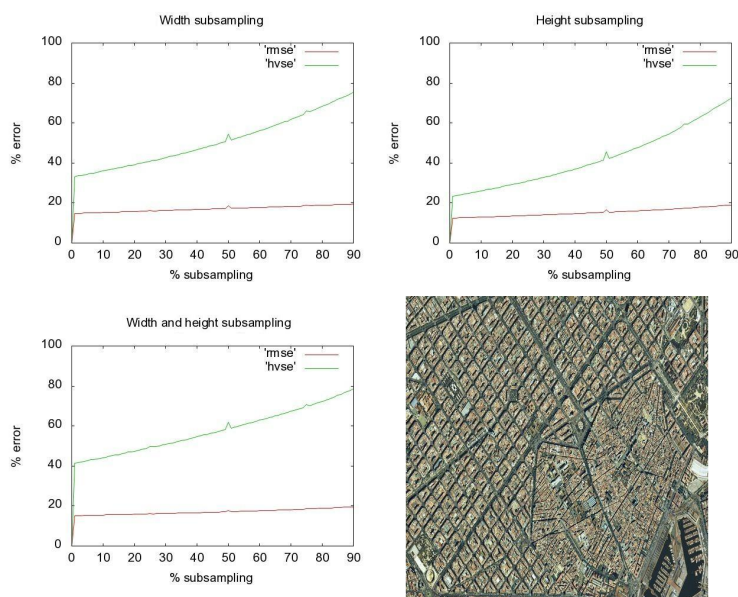 Width subsampling
100
80
60
40
20
0
% error
'rmse'
'hvse'
0 10 20 30 40 50 60 70 80 90
% subsampling
Height subsampling
100
80
60
40
20
0
% error
'rmse'
'hvse'
0 10 20 30 40 50 60 70 80 90
% subsampling
Width and height subsampling
100
80
60
40
20
0
% error
'rmse'
'hvse'
0 10 20 30 40 50 60 70 80 90
% subsampling